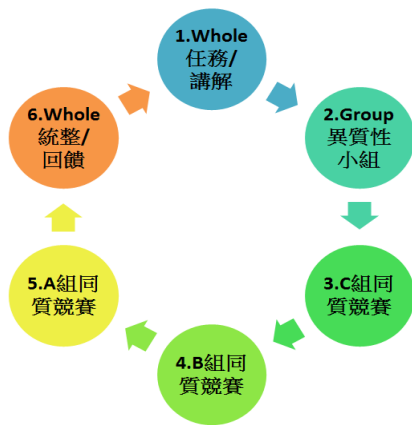 1.Whole
任務/
講解
2.Group
異質性
小組
3.C組同
質競賽
4.B組同
質競賽
5.A組同
質競賽
6.Whole
統整/
回饋